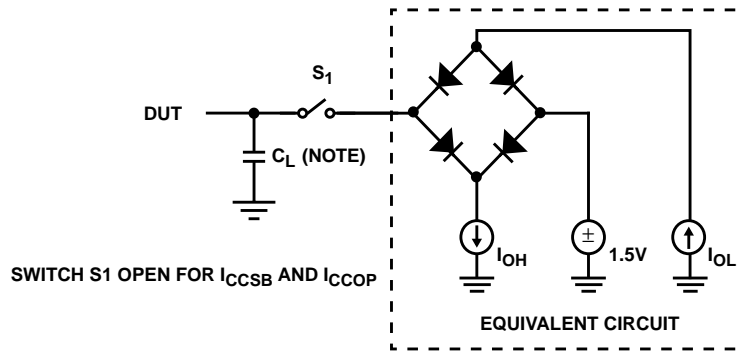 S1
DUT
CL (NOTE)
IOH
±
1.5V
IOL
SWITCH S1 OPEN FOR ICCSB AND ICCOP
EQUIVALENT CIRCUIT